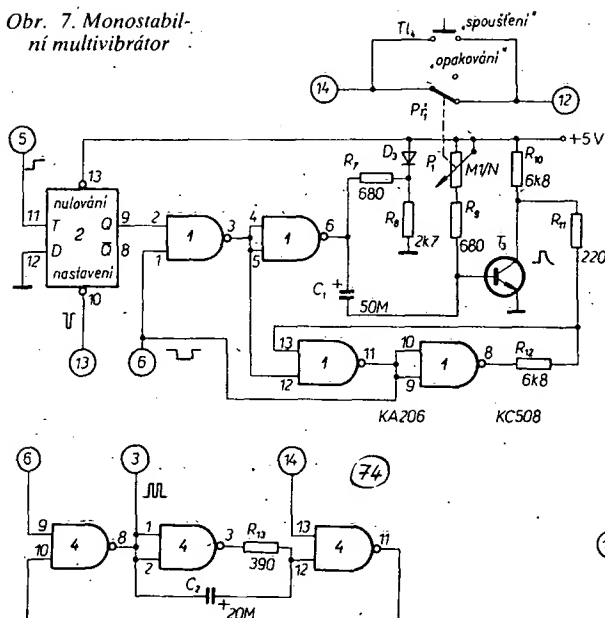 Obr. 7. Monostabil-
ní multivibrátor
Tl4 „spouštění"
„opakování"
14
Pr1
12
+5V
5
13
nulování
11 T Q 9
2
12 D Q̅ 8
nastavení
10
13
6
2
1
1
3
4
5
1
6
R7
680
D3
R8
2k7
P1
M1/N
R9
680
R10
6k8
R11
220
T3
C1 +
50M
13
12
1
11
10
9
1
8
R12
6k8
KA206 KC508
6
3
14
74
9
10
4
8
1
2
4
3
R13
390
C2
+20M
13
12
4
11